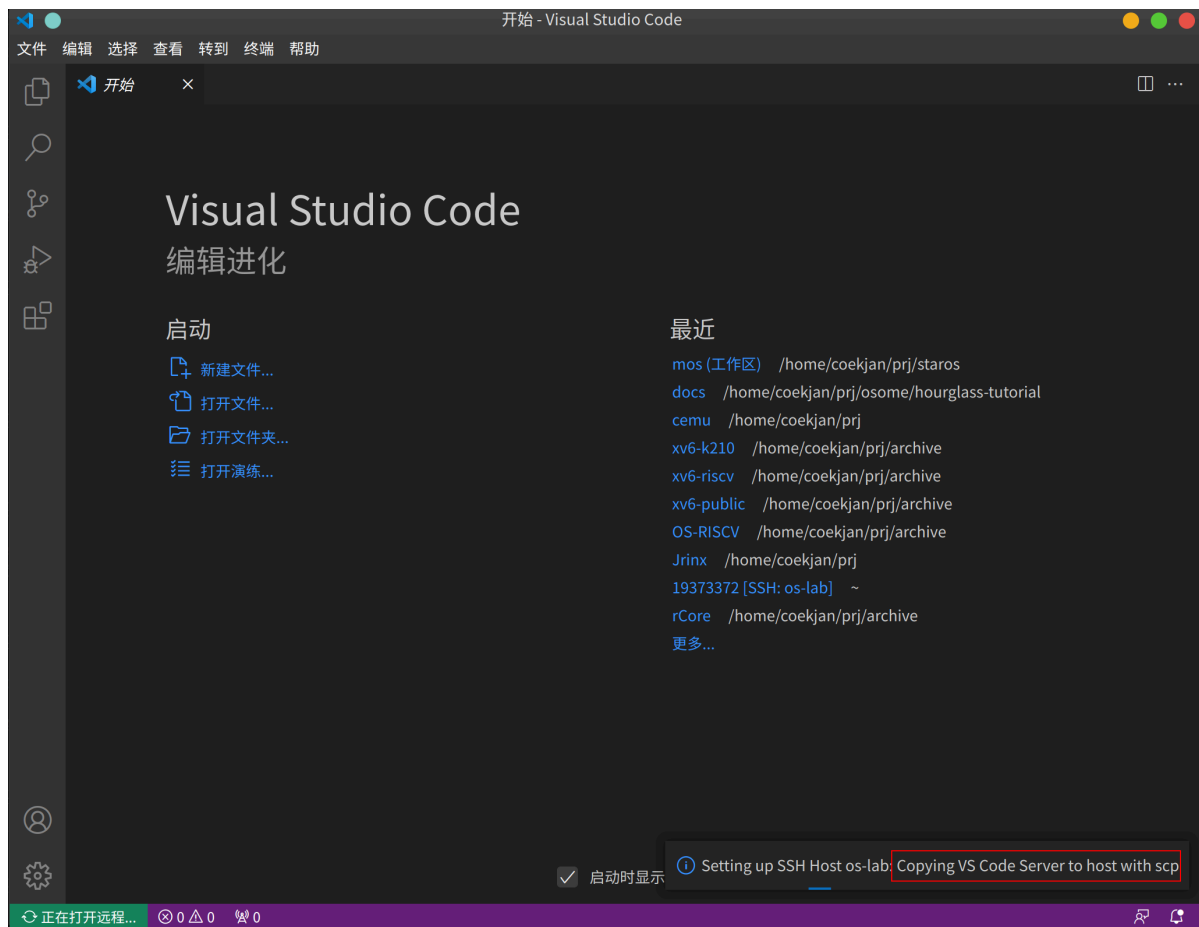 开始 - Visual Studio Code
文件 编辑 选择 查看 转到 终端 帮助
开始
Visual Studio Code
编辑进化
启动
新建文件...
打开文件...
打开文件夹...
打开演练...
最近
mos (工作区) /home/coekjan/prj/staros
docs /home/coekjan/prj/osome/hourglass-tutorial
cemu /home/coekjan/prj
xv6-k210 /home/coekjan/prj/archive
xv6-riscv /home/coekjan/prj/archive
xv6-public /home/coekjan/prj/archive
OS-RISCV /home/coekjan/prj/archive
Jrinx /home/coekjan/prj
19373372 [SSH: os-lab] ~
rCore /home/coekjan/prj/archive
更多...
启动时显示
Setting up SSH Host os-lab: Copying VS Code Server to host with scp
正在打开远程... 0 0 0